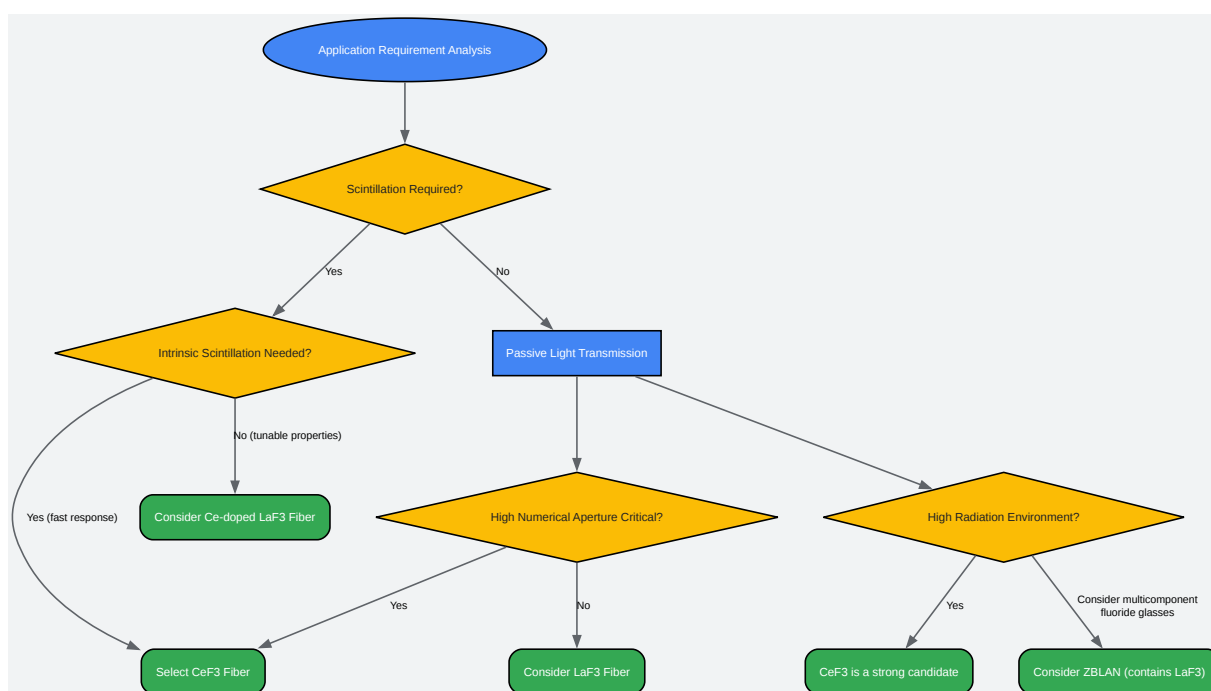 Application Requirement Analysis
Scintillation Required?
Yes
No
Intrinsic Scintillation Needed?
Passive Light Transmission
No (tunable properties)
Yes (fast response)
Consider Ce-doped LaF3 Fiber
High Numerical Aperture Critical?
High Radiation Environment?
Yes
No
Yes
Consider multicomponent
fluoride glasses
Select CeF3 Fiber
Consider LaF3 Fiber
CeF3 is a strong candidate
Consider ZBLAN (contains LaF3)